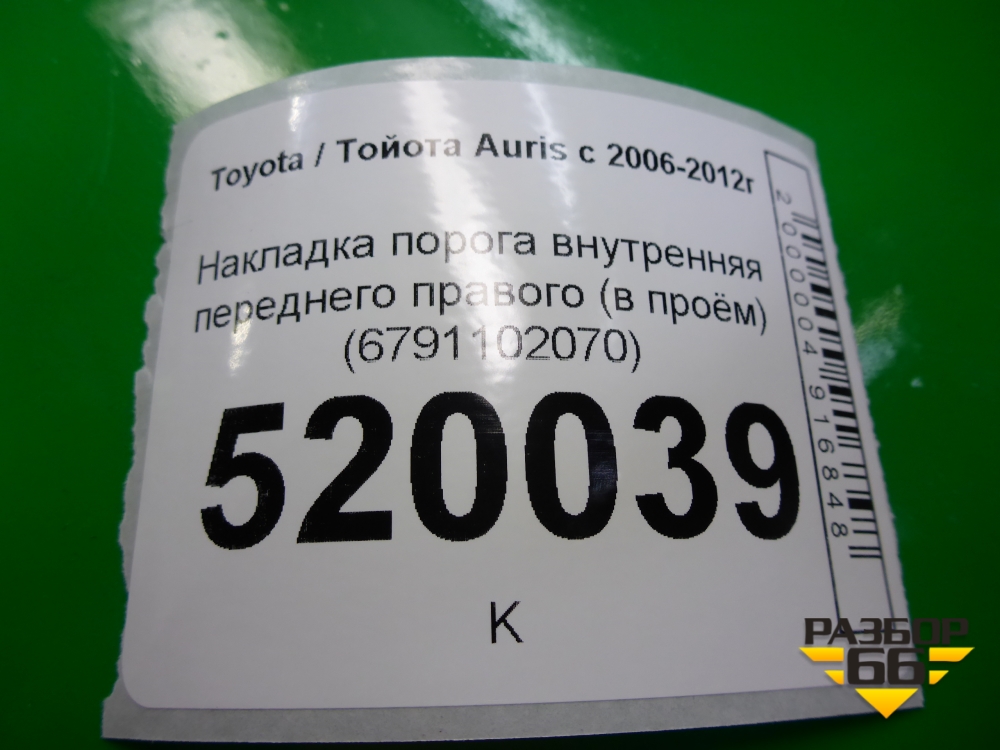 Toyota / Тойота Auris с 2006-2012г
Накладка порога внутренняя
переднего правого (в проём)
(6791102070)
520039
К
2000004916848
РАЗБОР
66